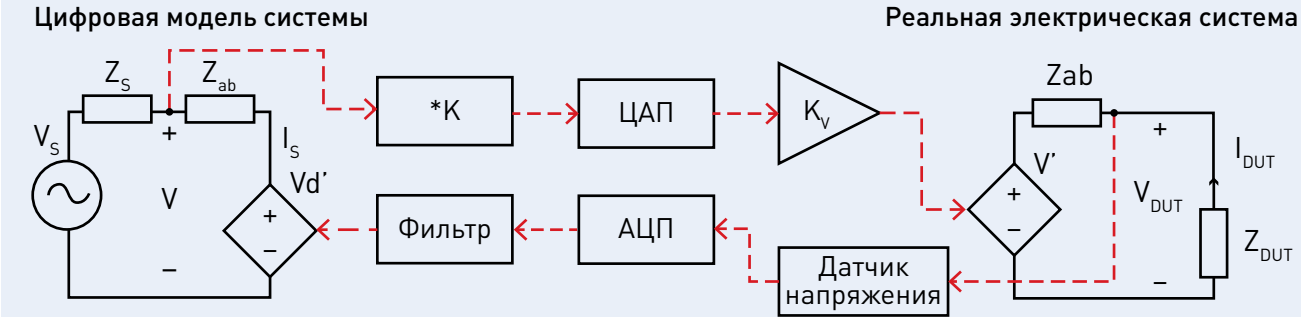 Цифровая модель системы
Реальная электрическая система
Z_S
Z_ab
*K
ЦАП
K_V
Zab
V_S
+
V
–
I_S
Vd’
+
–
V’
+
–
+
V_DUT
–
I_DUT
Z_DUT
Фильтр
АЦП
Датчик
напряжения